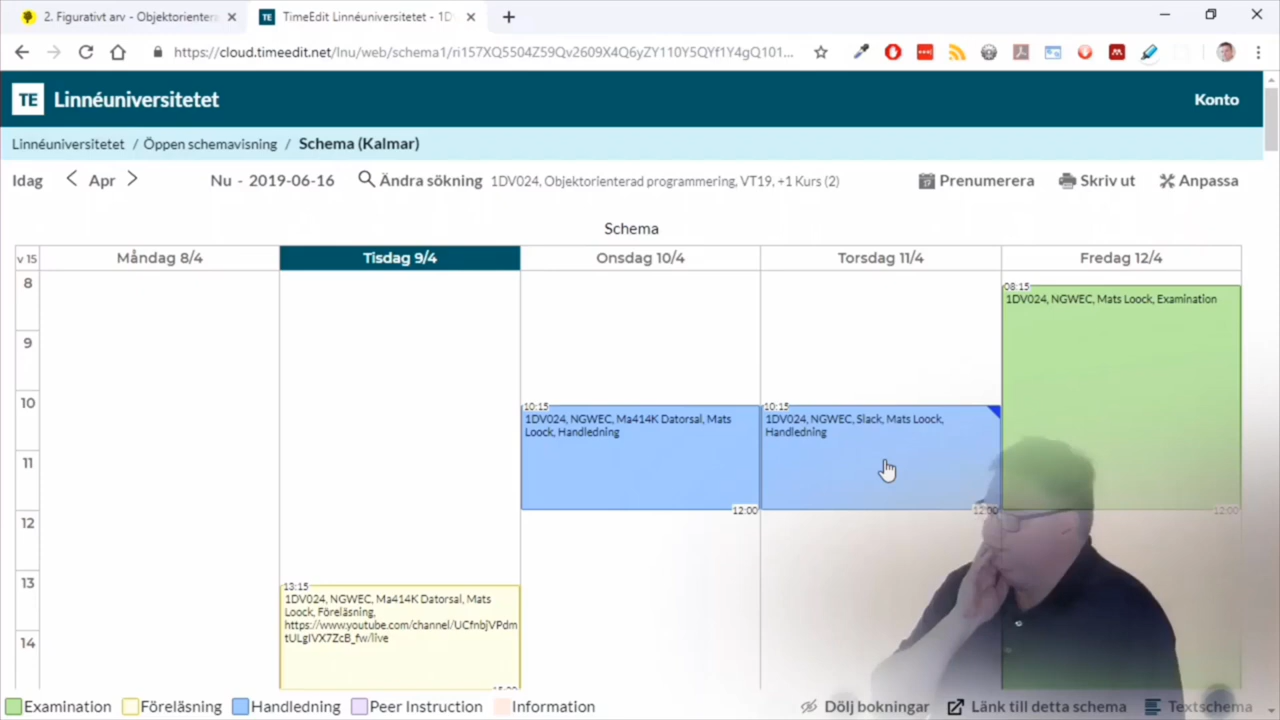 2. Figurativt arv - Objektorientera
TimeEdit Linnéuniversitetet - 1D
https://cloud.timeedit.net/lnu/web/schema1/ri157XQ5504Z59Qv2609X4Q6yZY110Y5QYf1Y4gQ101...
TE Linnéuniversitetet
Konto
Linnéuniversitetet / Öppen schemavisning / Schema (Kalmar)
Idag < Apr > Nu - 2019-06-16 Ändra sökning 1DV024, Objektorienterad programmering, VT19, +1 Kurs (2) Prenumerera Skriv ut Anpassa
Schema
v 15 Måndag 8/4 Tisdag 9/4 Onsdag 10/4 Torsdag 11/4 Fredag 12/4
8
08:15
1DV024, NGWEC, Mats Loock, Examination
9
10
10:15
1DV024, NGWEC, Ma414K Datorsal, Mats
Loock, Handledning
10:15
1DV024, NGWEC, Slack, Mats Loock,
Handledning
11
12:00
12:00
12:00
12
13
13:15
1DV024, NGWEC, Ma414K Datorsal, Mats
Loock, Föreläsning,
https://www.youtube.com/channel/UCfnbjVPdm
tULgIVX7ZcB_fw/live
14
Examination Föreläsning Handledning Peer Instruction Information
Dölj bokningar Länk till detta schema Textschema